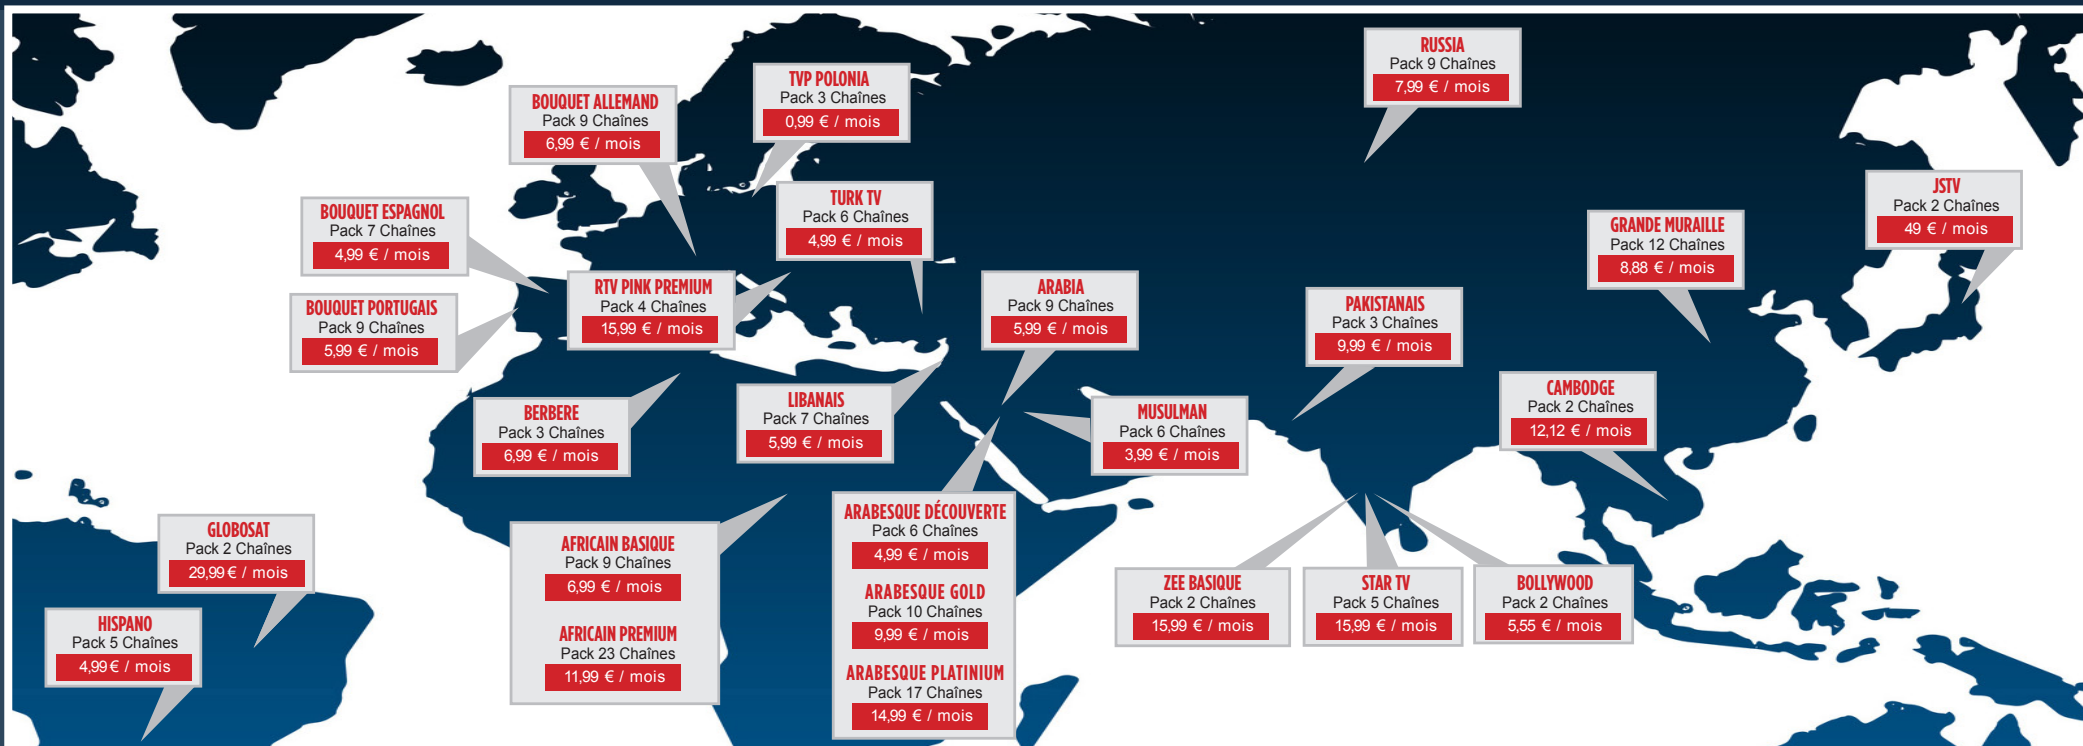 RUSSIA
Pack 9 Chaînes
7,99 € / mois
TVP POLONIA
Pack 3 Chaînes
0,99 € / mois
BOUQUET ALLEMAND
Pack 9 Chaînes
6,99 € / mois
JSTV
Pack 2 Chaînes
49 € / mois
TURK TV
Pack 6 Chaînes
4,99 € / mois
BOUQUET ESPAGNOL
Pack 7 Chaînes
4,99 € / mois
GRANDE MURAILLE
Pack 12 Chaînes
8,88 € / mois
RTV PINK PREMIUM
Pack 4 Chaînes
15,99 € / mois
ARABIA
Pack 9 Chaînes
5,99 € / mois
BOUQUET PORTUGAIS
Pack 9 Chaînes
5,99 € / mois
PAKISTANAIS
Pack 3 Chaînes
9,99 € / mois
CAMBODGE
Pack 2 Chaînes
12,12 € / mois
LIBANAIS
Pack 7 Chaînes
5,99 € / mois
BERBERE
Pack 3 Chaînes
6,99 € / mois
MUSULMAN
Pack 6 Chaînes
3,99 € / mois
ARABESQUE DÉCOUVERTE
Pack 6 Chaînes
4,99 € / mois
ARABESQUE GOLD
Pack 10 Chaînes
9,99 € / mois
ARABESQUE PLATINIUM
Pack 17 Chaînes
14,99 € / mois
GLOBOSAT
Pack 2 Chaînes
29,99 € / mois
AFRICAIN BASIQUE
Pack 9 Chaînes
6,99 € / mois
AFRICAIN PREMIUM
Pack 23 Chaînes
11,99 € / mois
ZEE BASIQUE
Pack 2 Chaînes
15,99 € / mois
STAR TV
Pack 5 Chaînes
15,99 € / mois
BOLLYWOOD
Pack 2 Chaînes
5,55 € / mois
HISPANO
Pack 5 Chaînes
4,99 € / mois